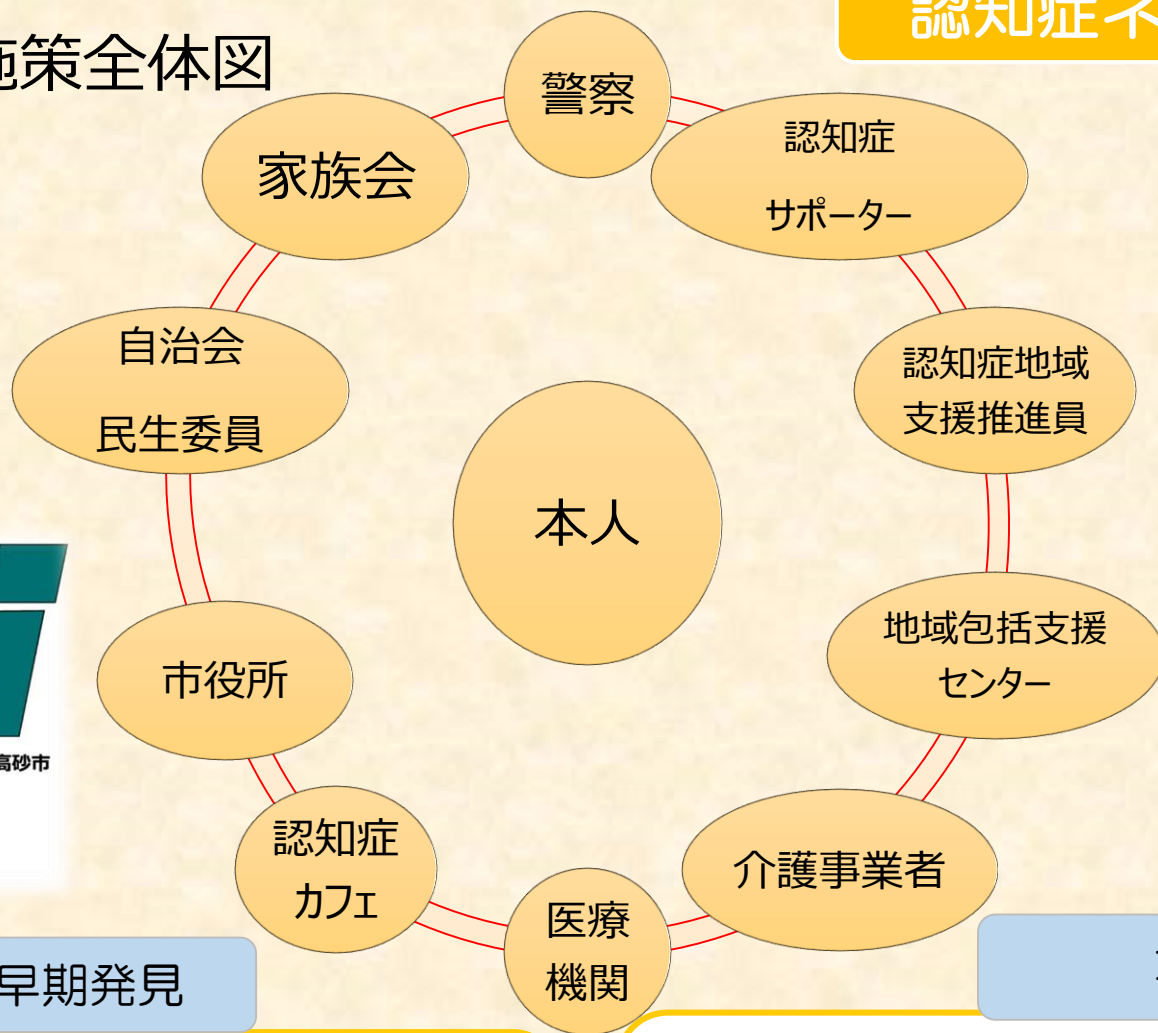 施策全体図
認知症ネ
警察
家族会
認知症
サポーター
自治会
民生委員
認知症地域
支援推進員
本人
地域包括支援
センター
市役所
高砂市
認知症
カフェ
介護事業者
医療
機関
早期発見